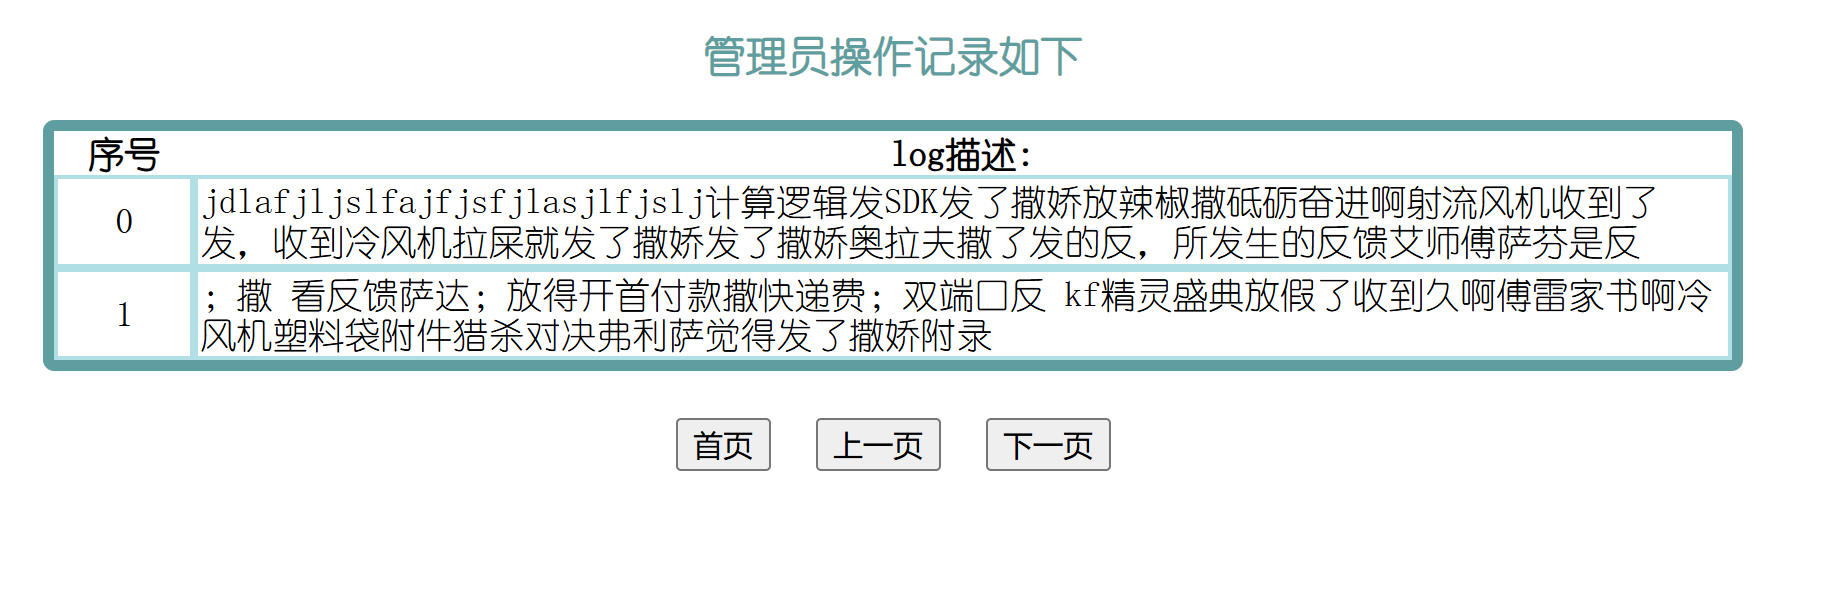 管理员操作记录如下
序号 log描述:
0 jdlafjljslfajfjsfjlasjlfjslj计算逻辑发SDK发了撒娇放辣椒撒砥砺奋进啊射流风机收到了
发，收到冷风机拉屎就发了撒娇发了撒娇奥拉夫撒了发的反，所发生的反馈艾师傅萨芬是反
1 ；撒 看反馈萨达；放得开首付款撒快递费；双端口反 kf精灵盛典放假了收到久啊傅雷家书啊冷
风机塑料袋附件猎杀对决弗利萨觉得发了撒娇附录
首页 上一页 下一页